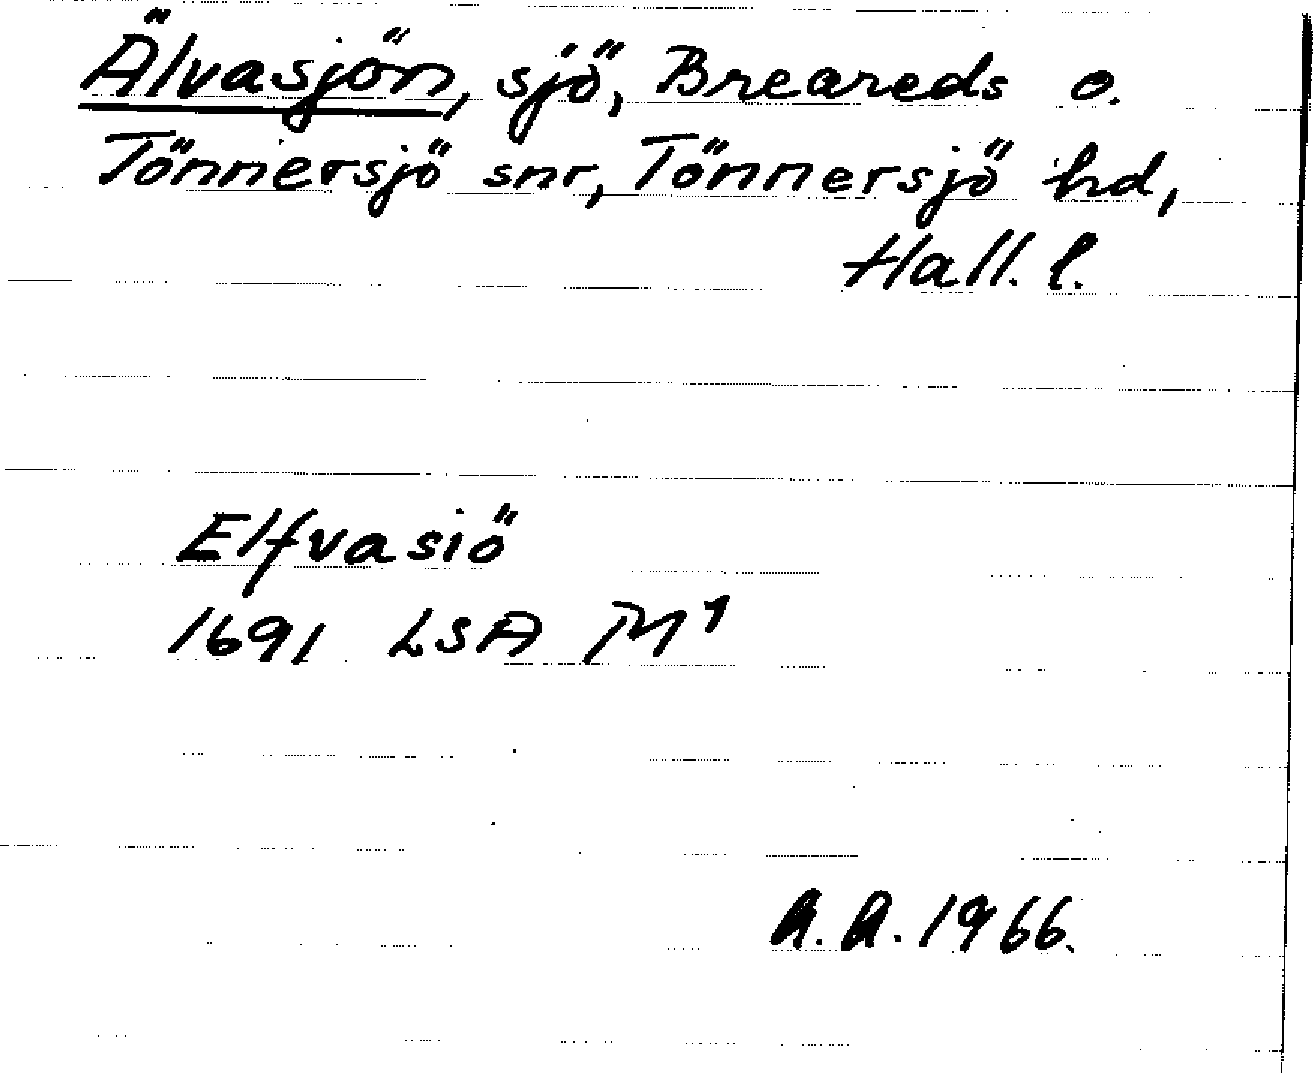 Älvasjön, sjö, Breareds o.
Tönnersjö snr, Tönnersjö hd,
Hall. l.
Elfvasiö
1691 LSA M¹
A.A. 1966.